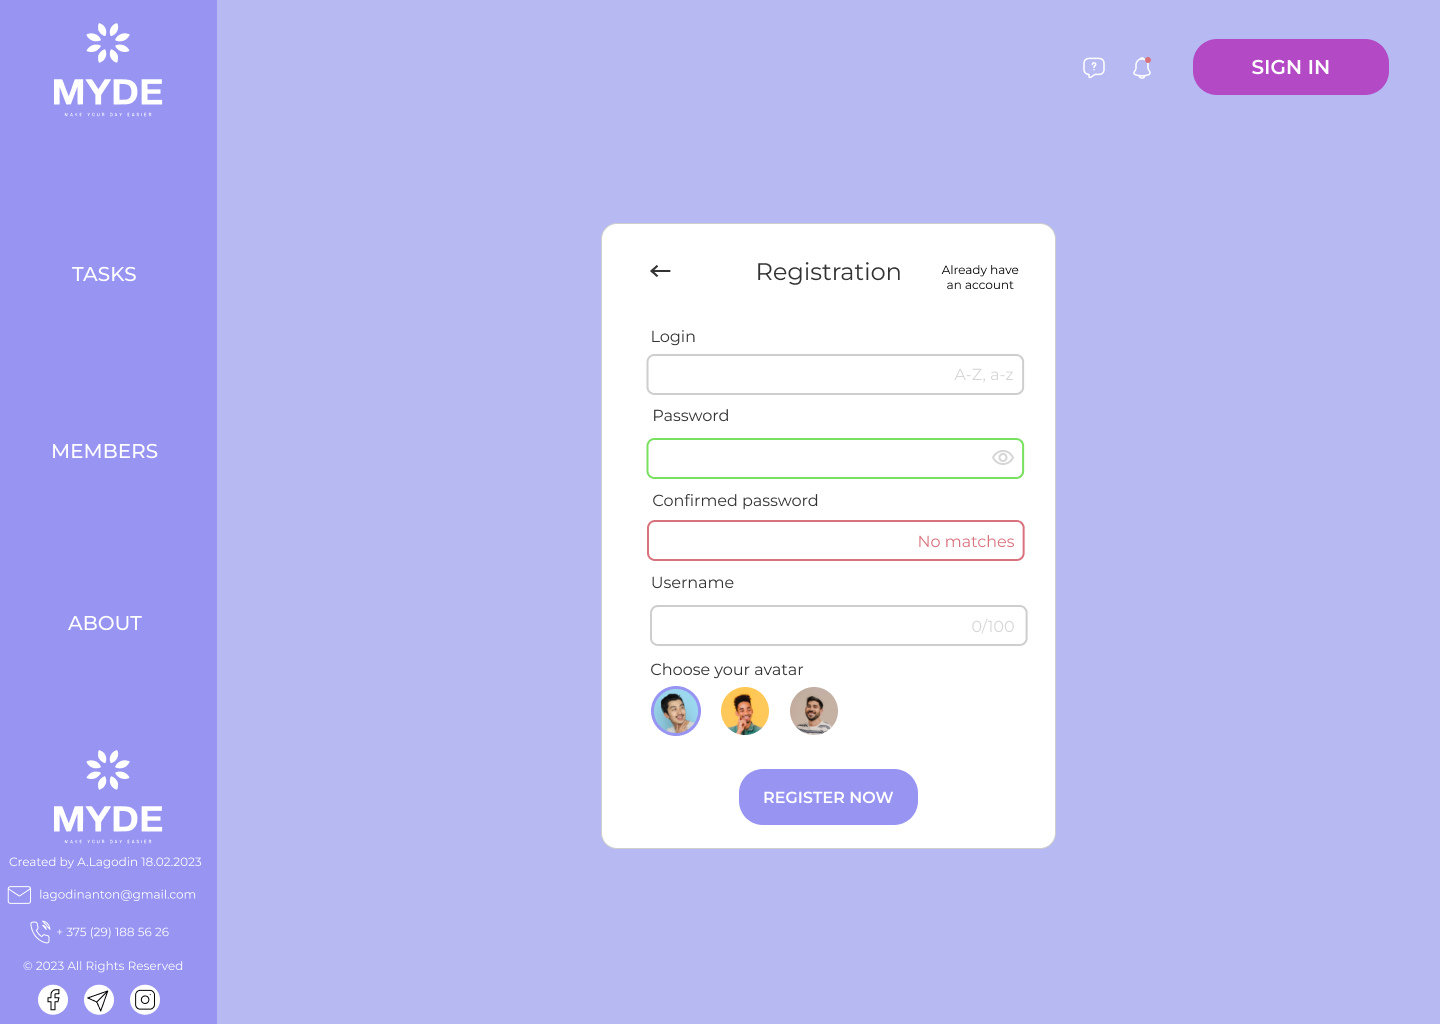 MYDE
MAKE YOUR DAY EASIER
SIGN IN
TASKS
MEMBERS
ABOUT
Registration
Already have
an account
Login
A-Z, a-z
Password
Confirmed password
No matches
Username
0/100
Choose your avatar
REGISTER NOW
MYDE
MAKE YOUR DAY EASIER
Created by A.Lagodin 18.02.2023
lagodinanton@gmail.com
+ 375 (29) 188 56 26
© 2023 All Rights Reserved